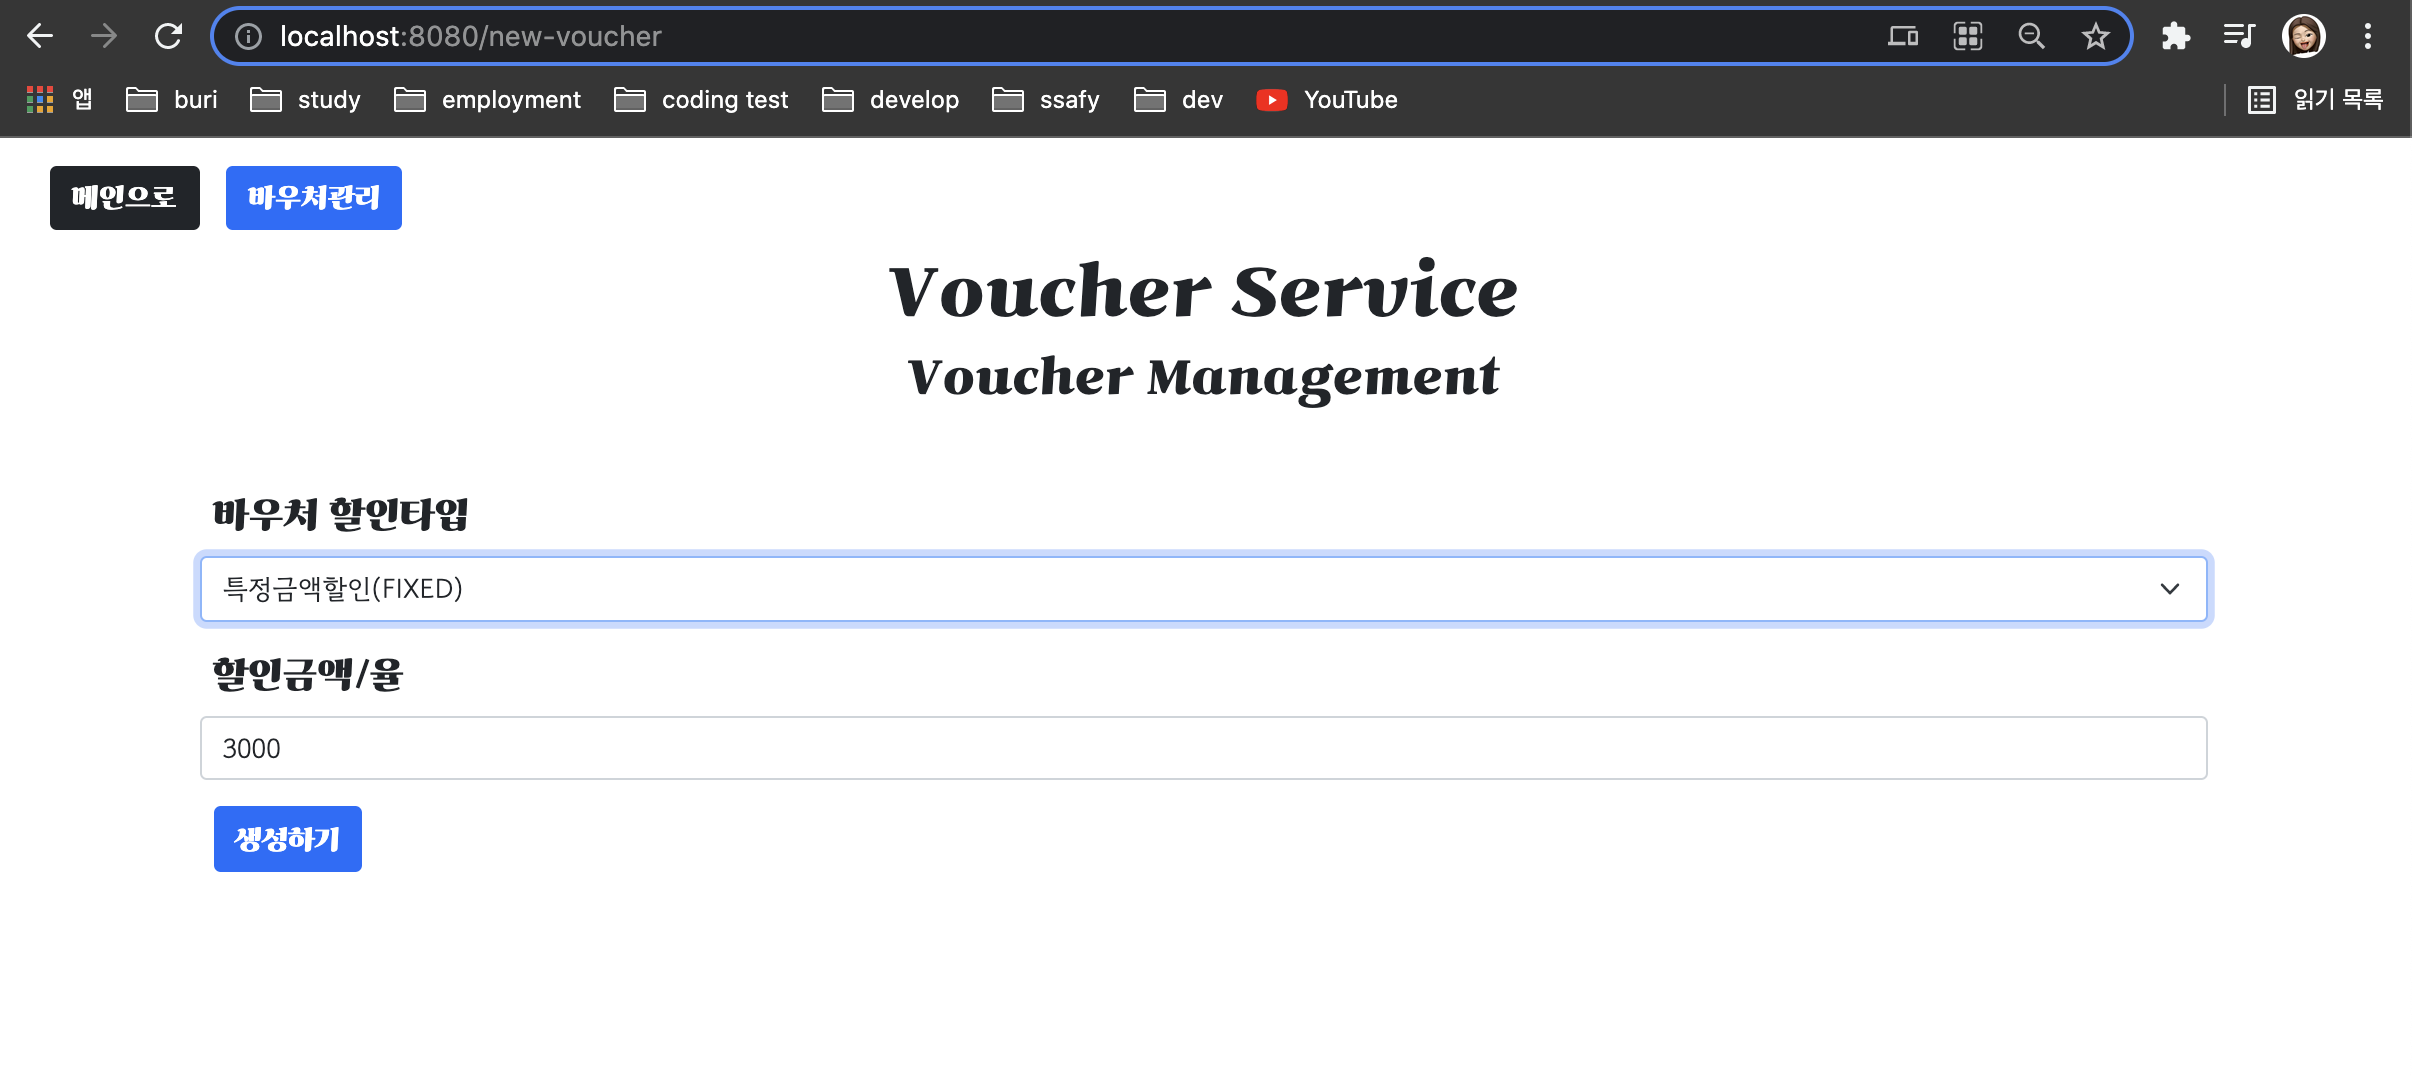 localhost:8080/new-voucher
앱 buri study employment coding test develop ssafy dev YouTube 읽기 목록
메인으로 바우처관리
Voucher Service
Voucher Management
바우처 할인타입
특정금액할인(FIXED)
할인금액/율
3000
생성하기